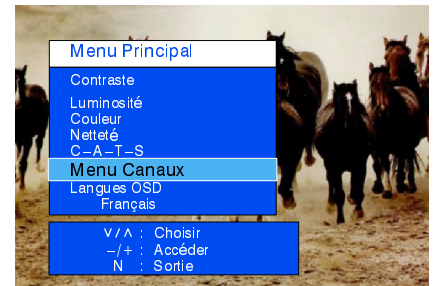 Menu Principal
Contraste
Luminosité
Couleur
Netteté
C-A-T-S
Menu Canaux
Langues OSD
Français
∨/∧ : Choisir
-/+ : Accéder
N : Sortie